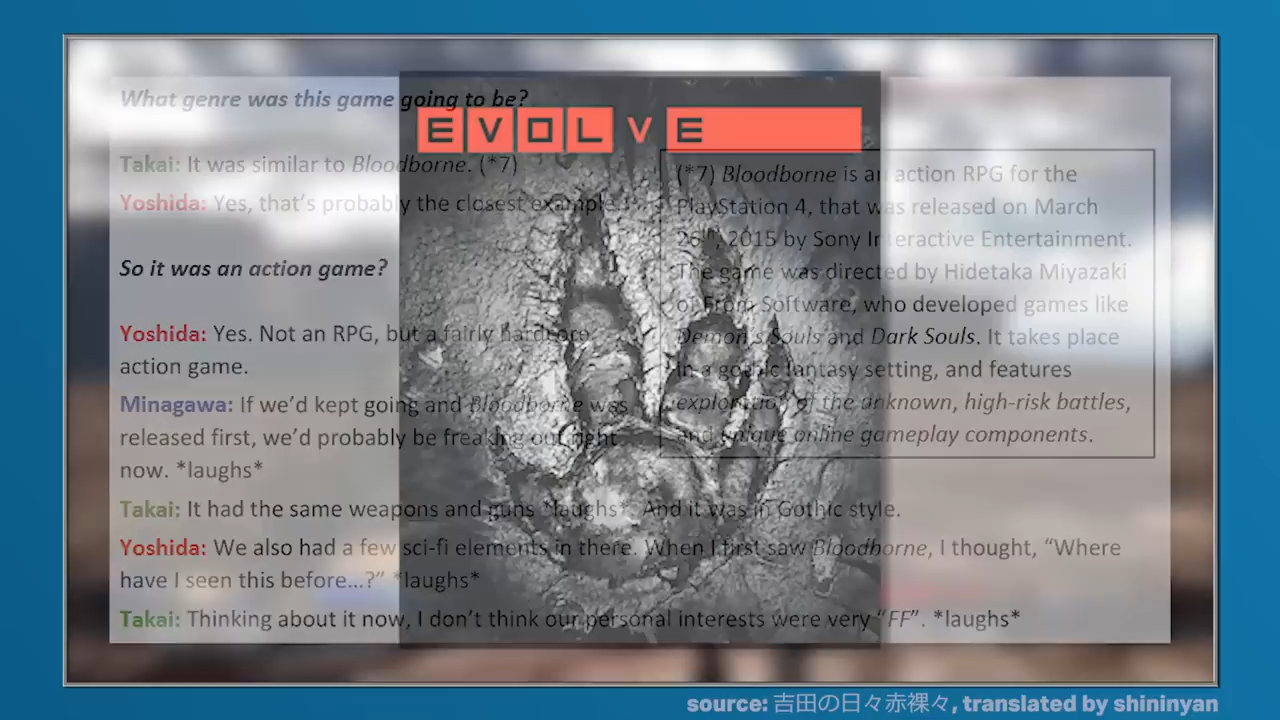 What genre was this game going to be?
EVOLVE
Takai: It was similar to Bloodborne. (*7)
Yoshida: Yes, that's probably the closest example.
So it was an action game?
Yoshida: Yes. Not an RPG, but a fairly hardcore
action game.
Minagawa: If we'd kept going and Bloodborne was
released first, we'd probably be freaking out right
now. *laughs*
(*7) Bloodborne is an action RPG for the
PlayStation 4, that was released on March
26th, 2015 by Sony Interactive Entertainment.
The game was directed by Hidetaka Miyazaki
of From Software, who developed games like
Demon's Souls and Dark Souls. It takes place
in a gothic fantasy setting, and features
exploration of the unknown, high-risk battles,
and unique online gameplay components.
Takai: It had the same weapons and guns *laughs*. And it was in Gothic style.
Yoshida: We also had a few sci-fi elements in there. When I first saw Bloodborne, I thought, “Where
have I seen this before…?” *laughs*
Takai: Thinking about it now, I don't think our personal interests were very “FF”. *laughs*
source: 吉田の日々赤裸々, translated by shininyan